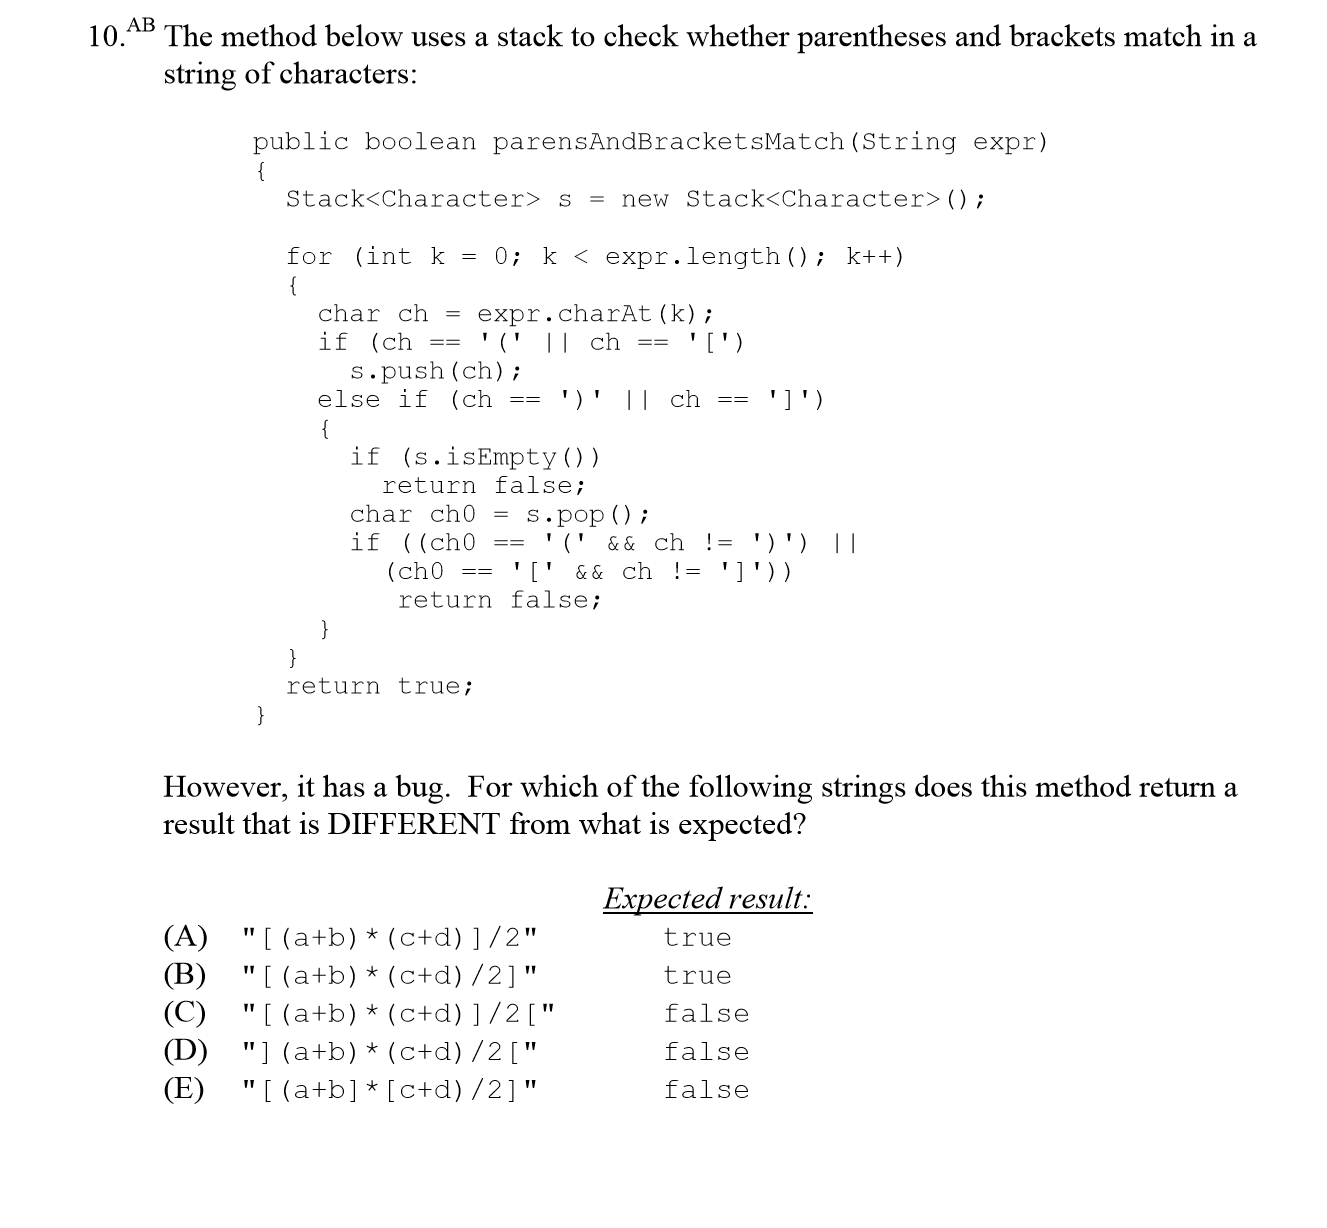 10.AB The method below uses a stack to check whether parentheses and brackets match in a
string of characters:
public boolean parensAndBracketsMatch(String expr)
{
Stack<Character> s = new Stack<Character>();
for (int k = 0; k < expr.length(); k++)
{
char ch = expr.charAt(k);
if (ch == '(' || ch == '[')
s.push(ch);
else if (ch == ')' || ch == ']')
{
if (s.isEmpty())
return false;
char ch0 = s.pop();
if ((ch0 == '(' && ch != ')') ||
(ch0 == '[' && ch != ']'))
return false;
}
}
return true;
}
However, it has a bug. For which of the following strings does this method return a
result that is DIFFERENT from what is expected?
Expected result:
(A) "[(a+b)*(c+d)]/2" true
(B) "[(a+b)*(c+d)/2]" true
(C) "[(a+b)*(c+d)]/2[" false
(D) "](a+b)*(c+d)/2[" false
(E) "[(a+b]*[c+d)/2]" false